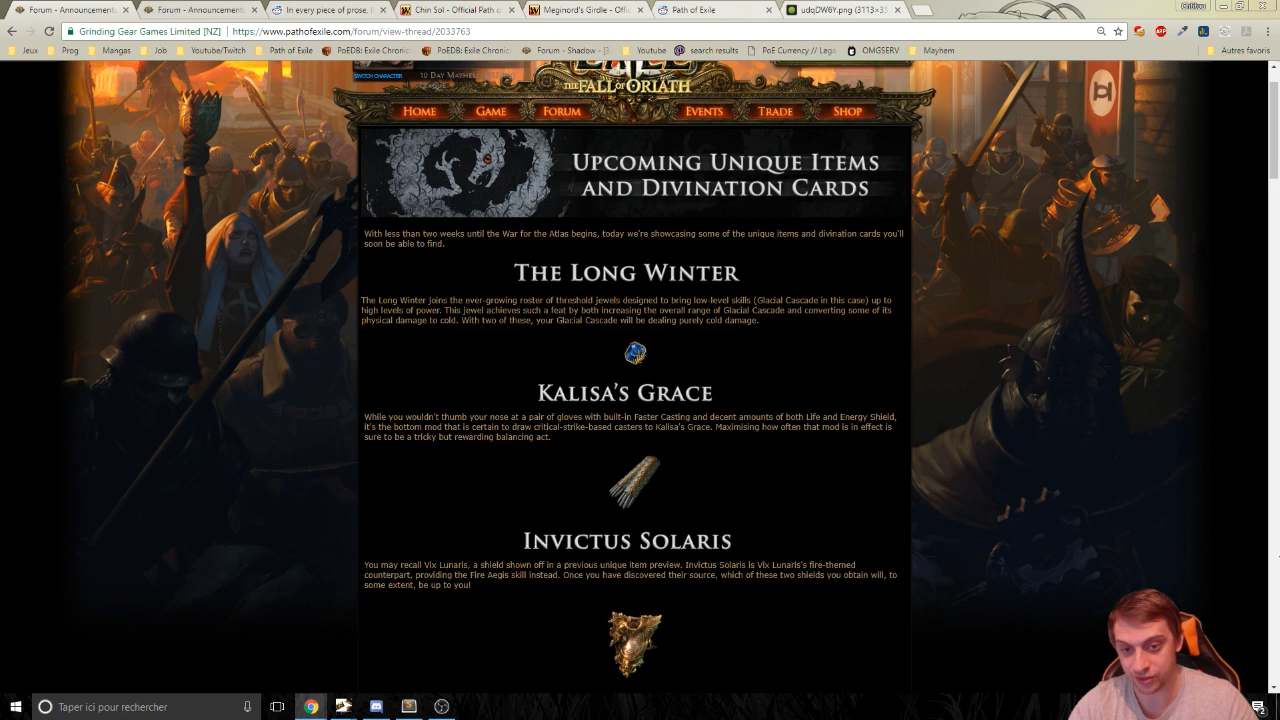 Forum - Announcement
Forum - Announcement
In every league, prof
Chin Sol - Official Path o
Meginord's Girdle - Offi
Path of Exile
udqDW6Y.png (3113×35
Grinding Gear Games Limited [NZ] | https://www.pathofexile.com/forum/view-thread/2033763
Jeux Prog Mangas Job Divers Youtube Path of Exile PoEDB: Exile Chronic PoEDB: Exile Chronic Forum - Shadow - [3 Youtube search results PoE Currency // Lege OMGSERV Mayhem Autres favoris
SWITCH CHARACTER
10 Day Mayhem
League
The Fall of Oriath
Home Game Forum Events Trade Shop
Upcoming Unique Items
and Divination Cards
With less than two weeks until the War for the Atlas begins, today we're showcasing some of the unique items and divination cards you'll
soon be able to find.
The Long Winter
The Long Winter joins the ever-growing roster of threshold jewels designed to bring low-level skills (Glacial Cascade in this case) up to
high levels of power. This jewel achieves such a feat by both increasing the overall range of Glacial Cascade and converting some of its
physical damage to cold. With two of these, your Glacial Cascade will be dealing purely cold damage.
Kalisa's Grace
While you wouldn't thumb your nose at a pair of gloves with built-in Faster Casting and decent amounts of both Life and Energy Shield,
it's the bottom mod that is certain to draw critical-strike-based casters to Kalisa's Grace. Maximising how often that mod is in effect is
sure to be a tricky but rewarding balancing act.
Invictus Solaris
You may recall Vix Lunaris, a shield shown off in a previous unique item preview. Invictus Solaris is Vix Lunaris's fire-themed
counterpart, providing the Fire Aegis skill instead. Once you have discovered their source, which of these two shields you obtain will, to
some extent, be up to you!
Taper ici pour rechercher